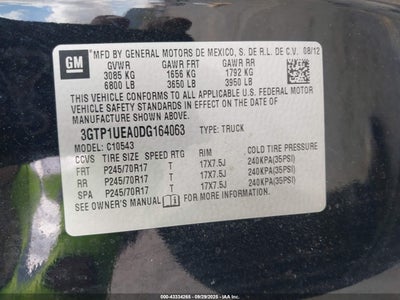 GM
MFD BY GENERAL MOTORS DE MEXICO, S. DE R.L. DE C.V. 08/12
GVWR GAWR FRT GAWR RR
3085 KG 1656 KG 1792 KG
6800 LB 3650 LB 3950 LB
THIS VEHICLE CONFORMS TO ALL APPLICABLE U.S. FEDERAL MOTOR
VEHICLE SAFETY STANDARDS IN EFFECT ON THE DATE OF
MANUFACTURE SHOWN ABOVE.
3GTP1UEA0DG164063 TYPE: TRUCK
MODEL: C10543
CCVS TIRE SIZE SPEED RTG RIM COLD TIRE PRESSURE
FRT P245/70R17 T 17X7.5J 240KPA(35PSI)
RR P245/70R17 T 17X7.5J 240KPA(35PSI)
SPA P245/70R17 T 17X7.5J 240KPA(35PSI)
SEE OWNER'S MANUAL FOR ADDITIONAL INFORMATION.
000-43334265 - 09/29/2025 -